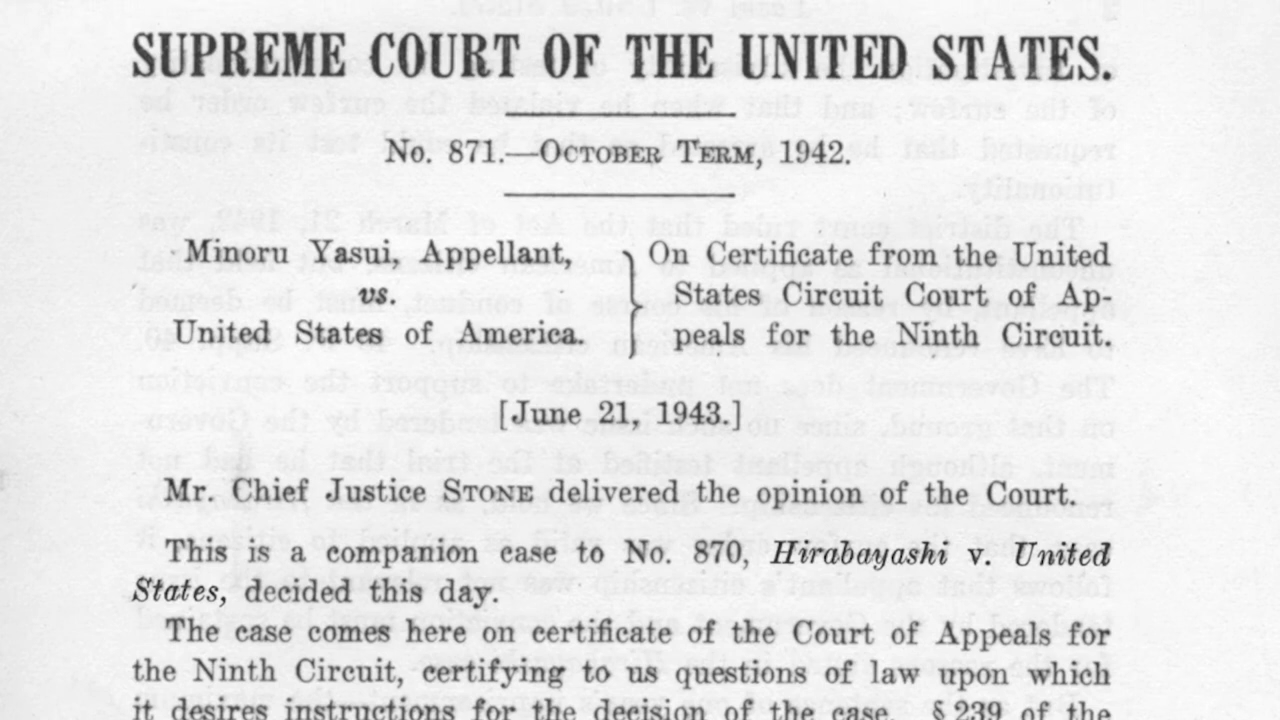 SUPREME COURT OF THE UNITED STATES.
No. 871.—OCTOBER TERM, 1942.
Minoru Yasui, Appellant,
vs.
United States of America.
On Certificate from the United
States Circuit Court of Ap-
peals for the Ninth Circuit.
[June 21, 1943.]
Mr. Chief Justice STONE delivered the opinion of the Court.
This is a companion case to No. 870, Hirabayashi v. United
States, decided this day.
The case comes here on certificate of the Court of Appeals for
the Ninth Circuit, certifying to us questions of law upon which
it desires instructions for the decision of the case. § 239 of the